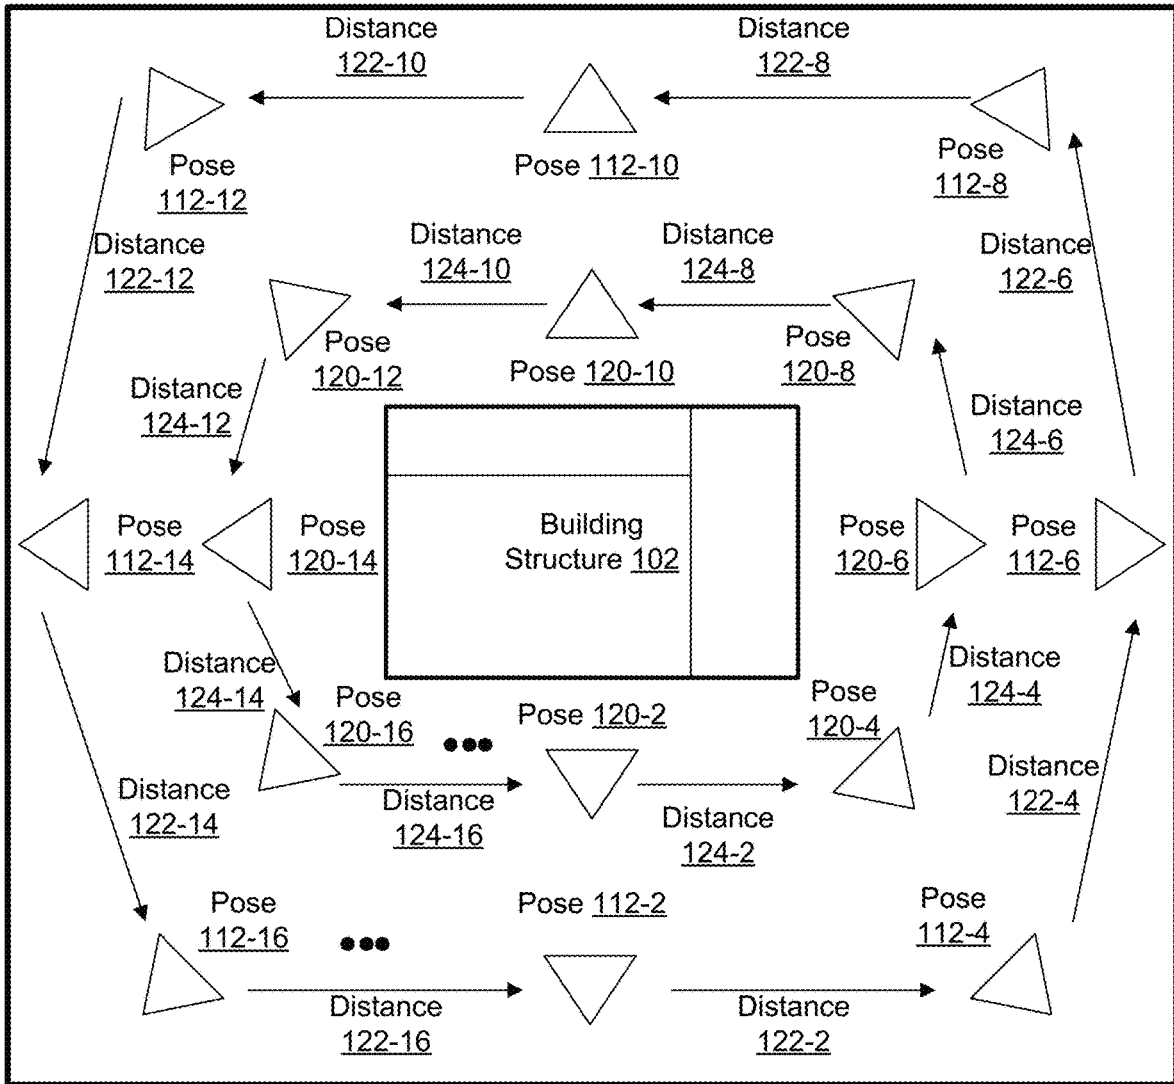 Distance
122-10
Distance
122-8
Pose
112-12
Pose 112-10
Pose
112-8
Distance
122-12
Distance
124-10
Distance
124-8
Distance
122-6
Pose
120-12
Pose 120-10
Pose
120-8
Distance
124-12
Distance
124-6
Pose
112-14
Pose
120-14
Building
Structure 102
Pose
120-6
Pose
112-6
Distance
124-14
Pose
120-16
Pose 120-2
Pose
120-4
Distance
124-4
Distance
122-14
Distance
124-16
Distance
124-2
Distance
122-4
Pose
112-16
Pose 112-2
Pose
112-4
Distance
122-16
Distance
122-2